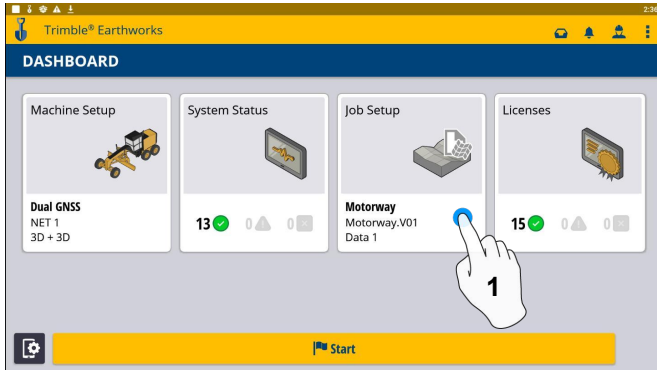 2:36
Trimble® Earthworks
DASHBOARD
Machine Setup
Dual GNSS
NET 1
3D + 3D
System Status
13 0 0
Job Setup
Motorway
Motorway.V01
Data 1
Licenses
15 0 0
1
Start